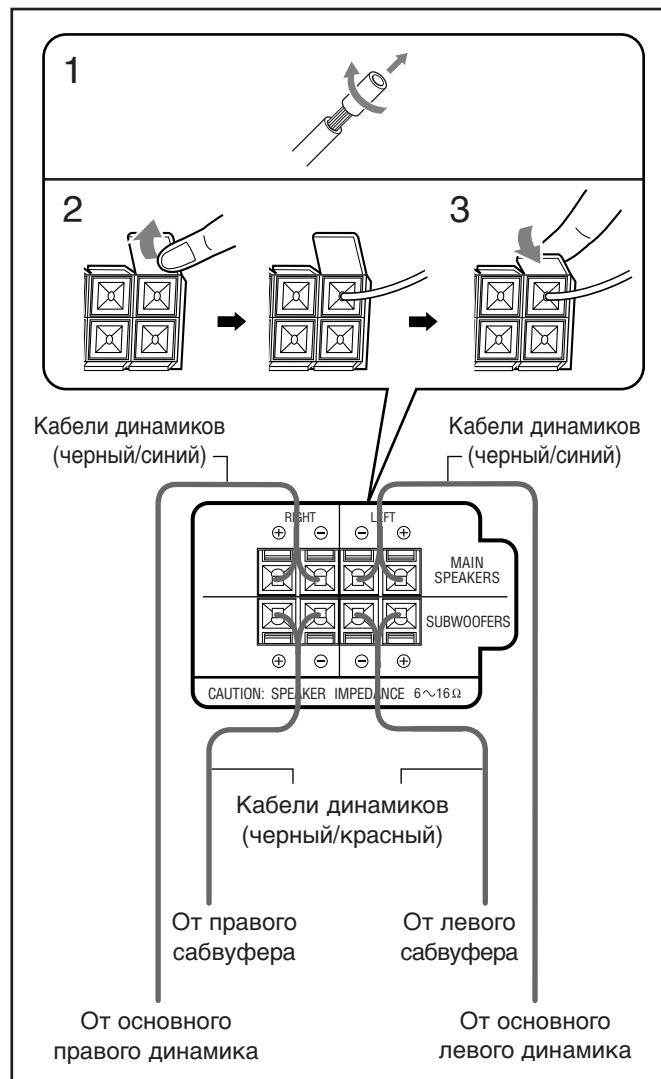 1
2
3
Кабели динамиков
(черный/синий)
Кабели динамиков
(черный/синий)
RIGHT
LEFT
⊕ ⊖ ⊖ ⊕
MAIN
SPEAKERS
SUBWOOFERS
⊕ ⊖ ⊖ ⊕
CAUTION: SPEAKER IMPEDANCE 6～16Ω
Кабели динамиков
(черный/красный)
От правого
сабвуфера
От левого
сабвуфера
От основного
правого динамика
От основного
левого динамика